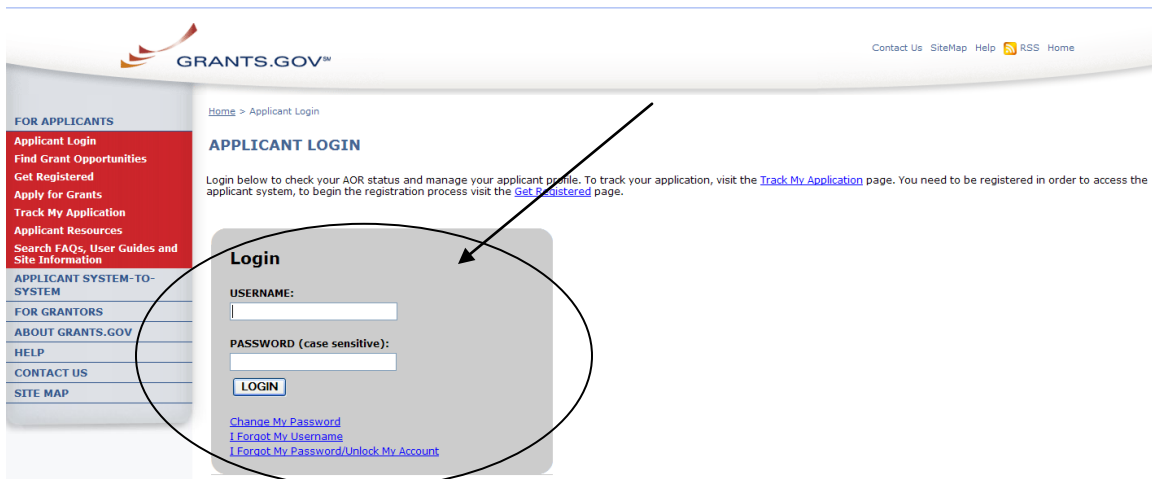 GRANTS.GOV℠
Contact Us SiteMap Help RSS Home
FOR APPLICANTS
Applicant Login
Find Grant Opportunities
Get Registered
Apply for Grants
Track My Application
Applicant Resources
Search FAQs, User Guides and
Site Information
APPLICANT SYSTEM-TO-
SYSTEM
FOR GRANTORS
ABOUT GRANTS.GOV
HELP
CONTACT US
SITE MAP
Home > Applicant Login
APPLICANT LOGIN
Login below to check your AOR status and manage your applicant profile. To track your application, visit the Track My Application page. You need to be registered in order to access the
applicant system, to begin the registration process visit the Get Registered page.
Login
USERNAME:
PASSWORD (case sensitive):
LOGIN
Change My Password
I Forgot My Username
I Forgot My Password/Unlock My Account